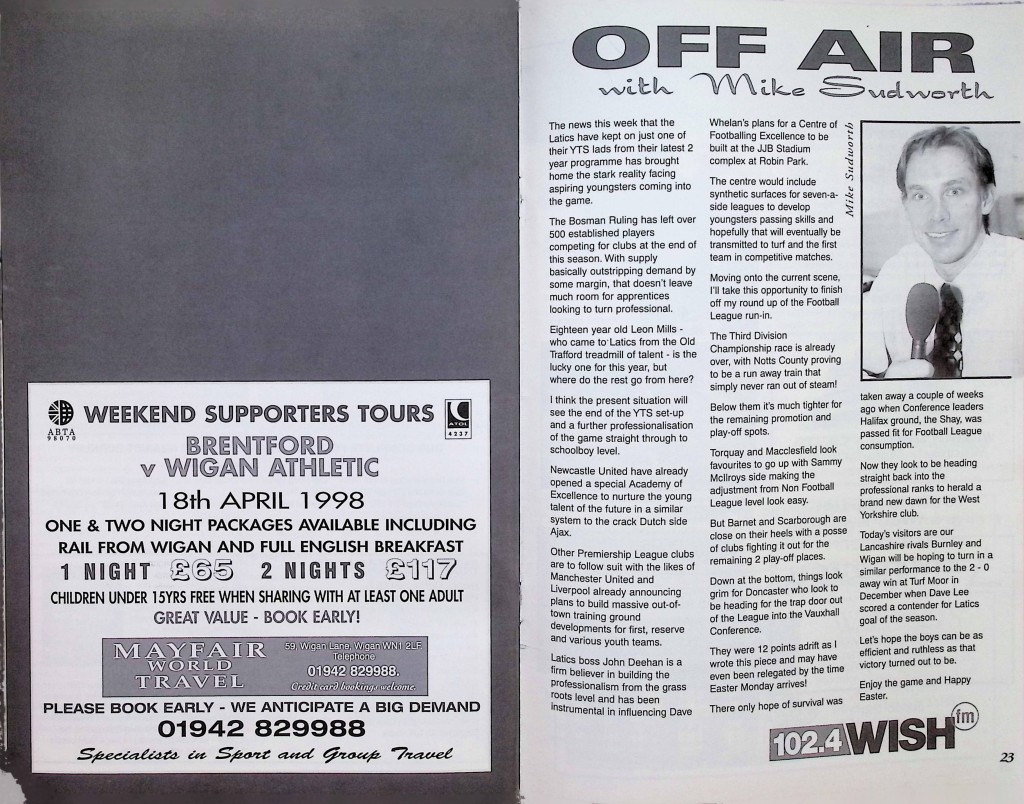 ABTA
98070
WEEKEND SUPPORTERS TOURS
ATOL
4237
BRENTFORD
v WIGAN ATHLETIC
18th APRIL 1998
ONE & TWO NIGHT PACKAGES AVAILABLE INCLUDING
RAIL FROM WIGAN AND FULL ENGLISH BREAKFAST
1 NIGHT £65 2 NIGHTS £117
CHILDREN UNDER 15YRS FREE WHEN SHARING WITH AT LEAST ONE ADULT
GREAT VALUE - BOOK EARLY!
MAYFAIR
WORLD
TRAVEL
59, Wigan Lane, Wigan WN1 2LF.
Telephone
01942 829988.
Credit card bookings welcome.
PLEASE BOOK EARLY - WE ANTICIPATE A BIG DEMAND
01942 829988
Specialists in Sport and Group Travel
OFF AIR
with Mike Sudworth
The news this week that the
Latics have kept on just one of
their YTS lads from their latest 2
year programme has brought
home the stark reality facing
aspiring youngsters coming into
the game.
The Bosman Ruling has left over
500 established players
competing for clubs at the end of
this season. With supply
basically outstripping demand by
some margin, that doesn't leave
much room for apprentices
looking to turn professional.
Eighteen year old Leon Mills -
who came to Latics from the Old
Trafford treadmill of talent - is the
lucky one for this year, but
where do the rest go from here?
I think the present situation will
see the end of the YTS set-up
and a further professionalisation
of the game straight through to
schoolboy level.
Newcastle United have already
opened a special Academy of
Excellence to nurture the young
talent of the future in a similar
system to the crack Dutch side
Ajax.
Other Premiership League clubs
are to follow suit with the likes of
Manchester United and
Liverpool already announcing
plans to build massive out-of-
town training ground
developments for first, reserve
and various youth teams.
Latics boss John Deehan is a
firm believer in building the
professionalism from the grass
roots level and has been
instrumental in influencing Dave
Whelan's plans for a Centre of
Footballing Excellence to be
built at the JJB Stadium
complex at Robin Park.
The centre would include
synthetic surfaces for seven-a-
side leagues to develop
youngsters passing skills and
hopefully that will eventually be
transmitted to turf and the first
team in competitive matches.
Moving onto the current scene,
I'll take this opportunity to finish
off my round up of the Football
League run-in.
The Third Division
Championship race is already
over, with Notts County proving
to be a run away train that
simply never ran out of steam!
Below them it's much tighter for
the remaining promotion and
play-off spots.
Torquay and Macclesfield look
favourites to go up with Sammy
McIlroys side making the
adjustment from Non Football
League level look easy.
But Barnet and Scarborough are
close on their heels with a posse
of clubs fighting it out for the
remaining 2 play-off places.
Down at the bottom, things look
grim for Doncaster who look to
be heading for the trap door out
of the League into the Vauxhall
Conference.
They were 12 points adrift as I
wrote this piece and may have
even been relegated by the time
Easter Monday arrives!
There only hope of survival was
Mike Sudworth
taken away a couple of weeks
ago when Conference leaders
Halifax ground, the Shay, was
passed fit for Football League
consumption.
Now they look to be heading
straight back into the
professional ranks to herald a
brand new dawn for the West
Yorkshire club.
Today's visitors are our
Lancashire rivals Burnley and
Wigan will be hoping to turn in a
similar performance to the 2 - 0
away win at Turf Moor in
December when Dave Lee
scored a contender for Latics
goal of the season.
Let's hope the boys can be as
efficient and ruthless as that
victory turned out to be.
Enjoy the game and Happy
Easter.
102.4 WISH fm
23